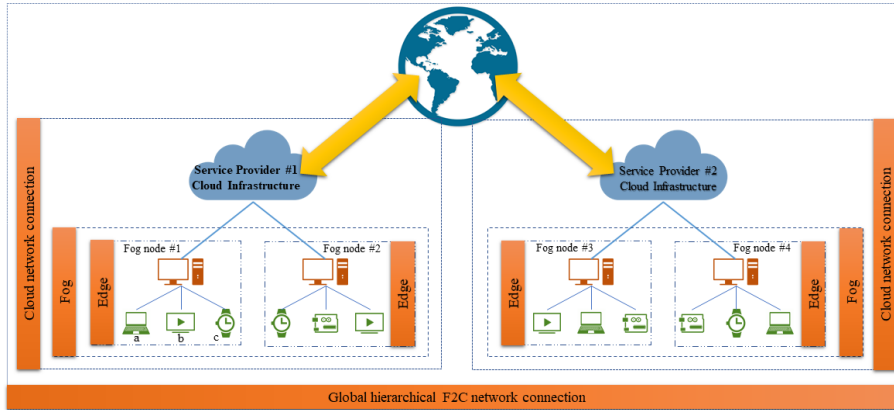 Service Provider #1
Cloud Infrastructure
Service Provider #2
Cloud Infrastructure
Cloud network connection
Fog
Edge
Fog node #1
a
b
c
Fog node #2
Edge
Edge
Fog node #3
Fog node #4
Edge
Fog
Cloud network connection
Global hierarchical F2C network connection